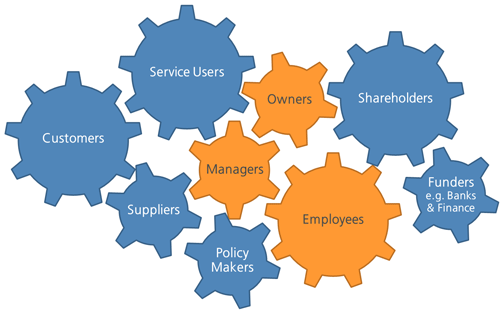 Service Users
Owners
Shareholders
Customers
Managers
Suppliers
Funders
e.g. Banks
& Finance
Employees
Policy
Makers